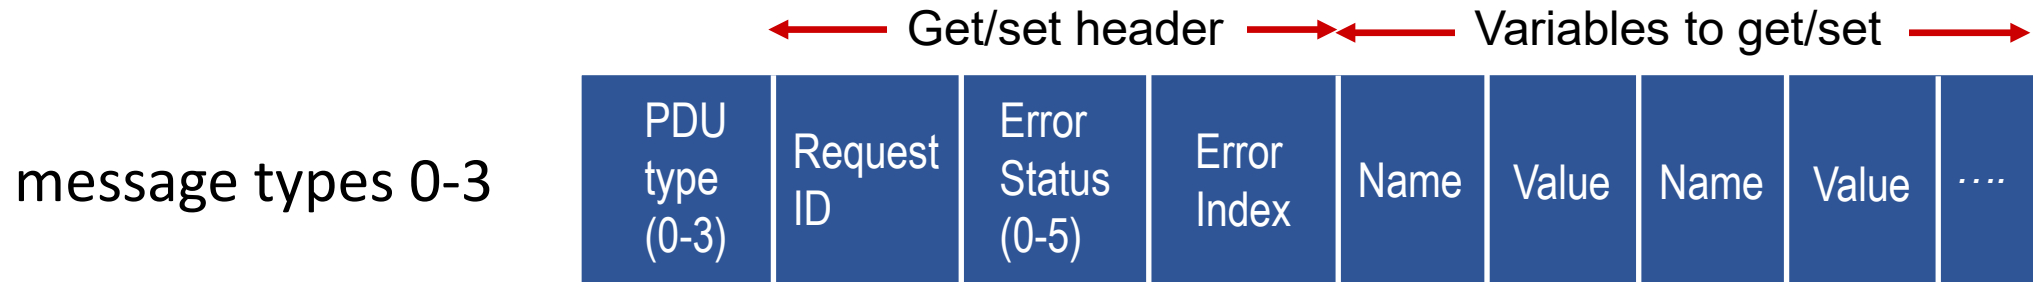 Get/set header
Variables to get/set
message types 0-3
PDU
type
(0-3)
Request
ID
Error
Status
(0-5)
Error
Index
Name
Value
Name
Value
....